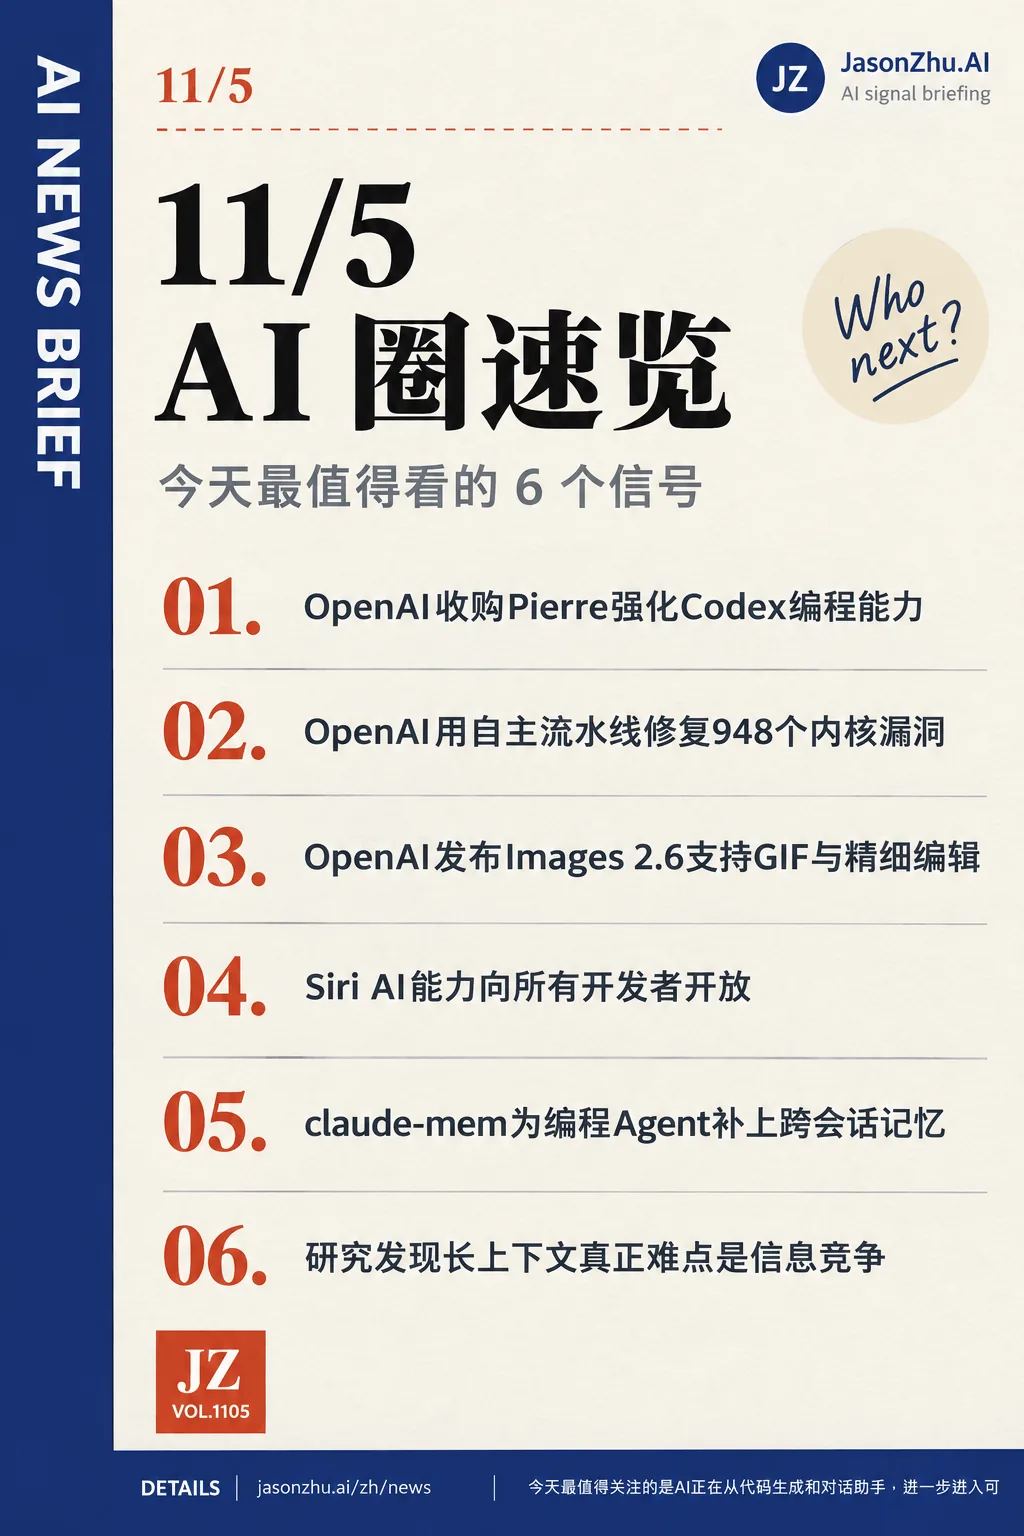 AI NEWS BRIEF
11/5
JZ
JasonZhu.AI
AI signal briefing
11/5
AI 圈速览
Who
next?
今天最值得看的 6 个信号
01. OpenAI收购Pierre强化Codex编程能力
02. OpenAI用自主流水线修复948个内核漏洞
03. OpenAI发布Images 2.6支持GIF与精细编辑
04. Siri AI能力向所有开发者开放
05. claude-mem为编程Agent补上跨会话记忆
06. 研究发现长上下文真正难点是信息竞争
JZ
VOL.1105
DETAILS | jasonzhu.ai/zh/news | 今天最值得关注的是AI正在从代码生成和对话助手，进一步进入可